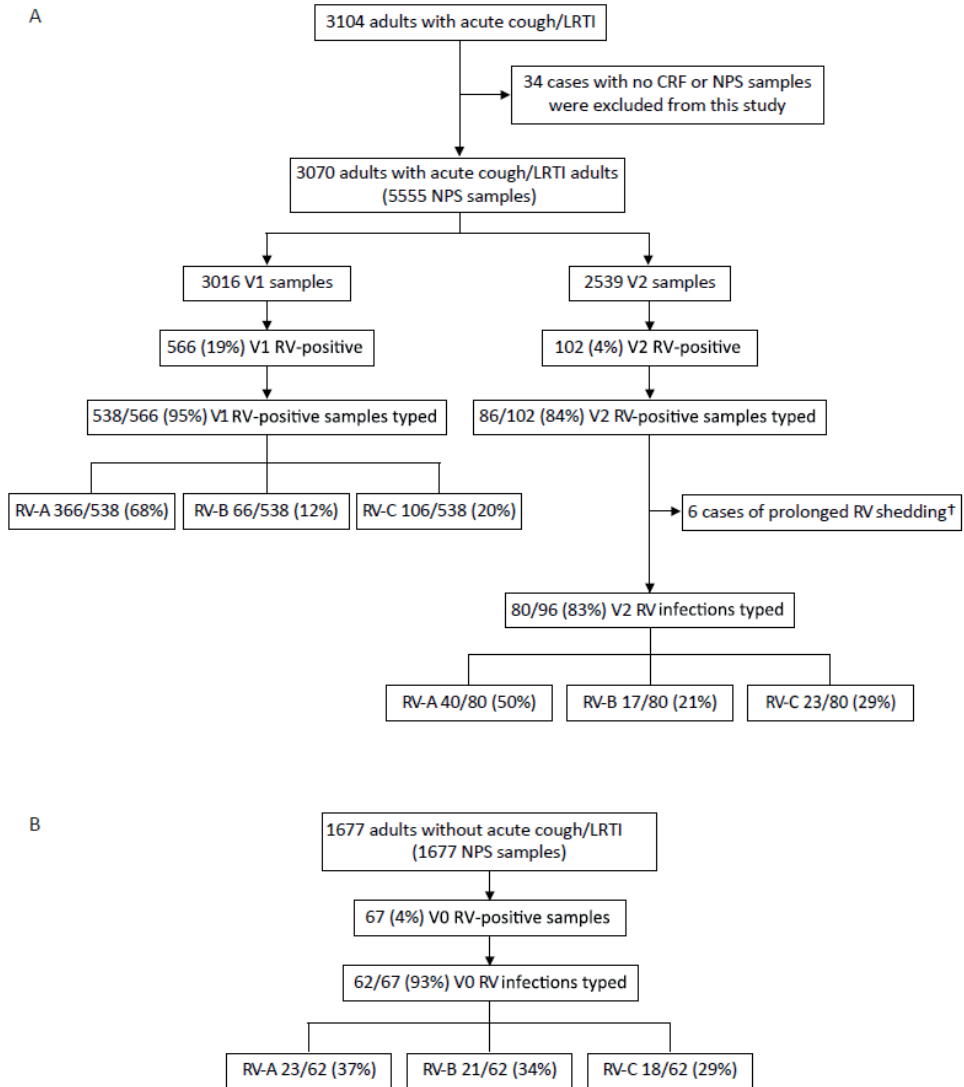 A
3104 adults with acute cough/LRTI
34 cases with no CRF or NPS samples
were excluded from this study
3070 adults with acute cough/LRTI adults
(5555 NPS samples)
3016 V1 samples
2539 V2 samples
566 (19%) V1 RV-positive
102 (4%) V2 RV-positive
538/566 (95%) V1 RV-positive samples typed
86/102 (84%) V2 RV-positive samples typed
RV-A 366/538 (68%)
RV-B 66/538 (12%)
RV-C 106/538 (20%)
6 cases of prolonged RV shedding†
80/96 (83%) V2 RV infections typed
RV-A 40/80 (50%)
RV-B 17/80 (21%)
RV-C 23/80 (29%)
B
1677 adults without acute cough/LRTI
(1677 NPS samples)
67 (4%) V0 RV-positive samples
62/67 (93%) V0 RV infections typed
RV-A 23/62 (37%)
RV-B 21/62 (34%)
RV-C 18/62 (29%)